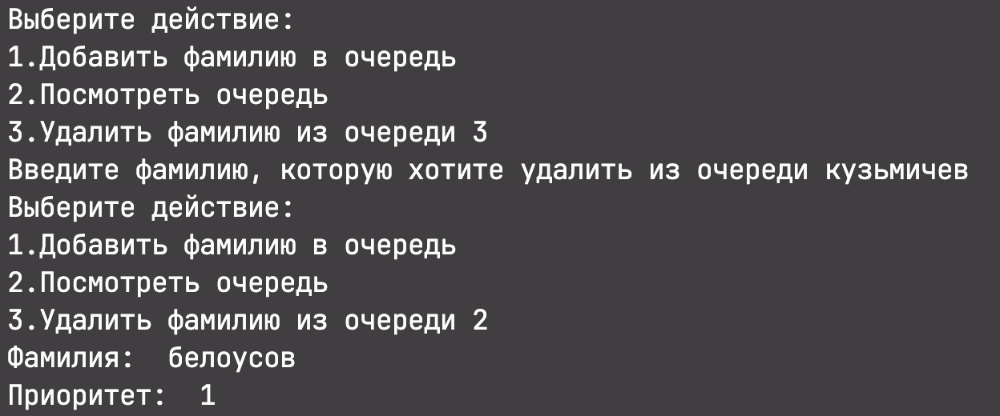 Выберите действие:
1.Добавить фамилию в очередь
2.Посмотреть очередь
3.Удалить фамилию из очереди 3
Введите фамилию, которую хотите удалить из очереди кузьмичев
Выберите действие:
1.Добавить фамилию в очередь
2.Посмотреть очередь
3.Удалить фамилию из очереди 2
Фамилия:  белоусов
Приоритет:  1